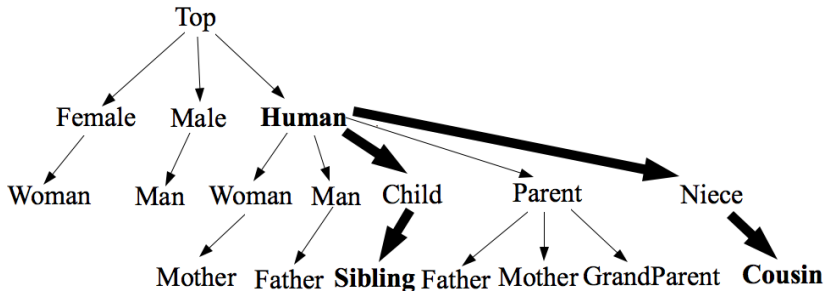 Top
Female Male Human
Woman Man Woman Man Child Parent Niece
Mother Father Sibling Father Mother GrandParent Cousin